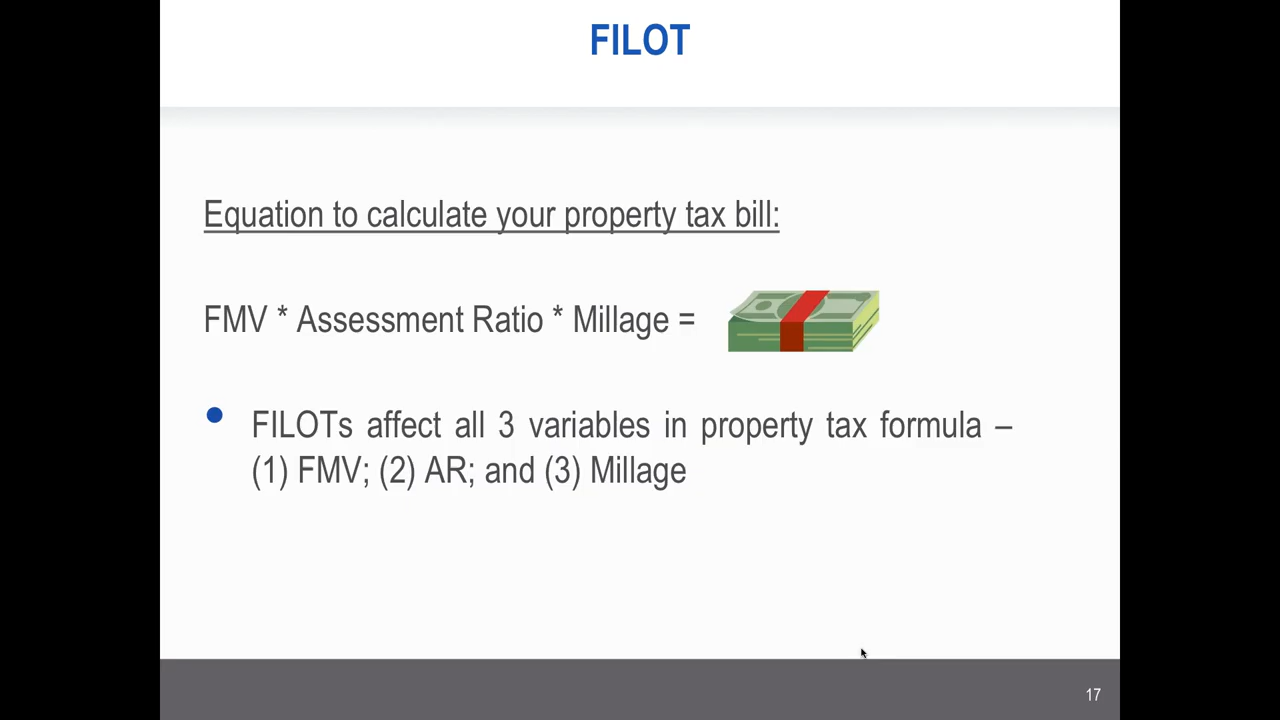 FILOT
Equation to calculate your property tax bill:
FMV * Assessment Ratio * Millage =
FILOTs affect all 3 variables in property tax formula –
(1) FMV; (2) AR; and (3) Millage
17